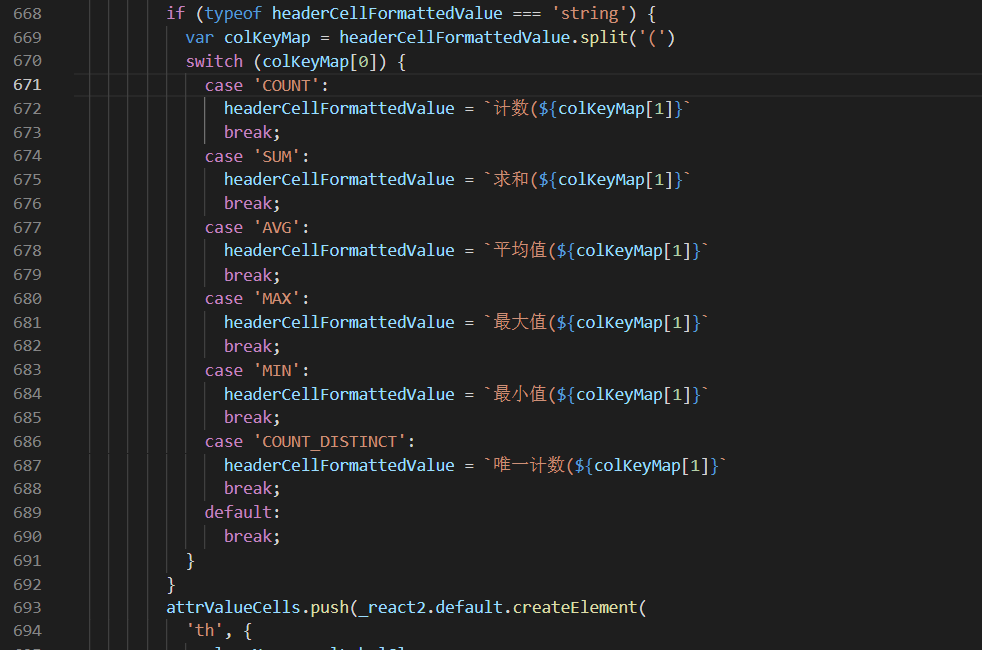 668 if (typeof headerCellFormattedValue === 'string') {
669 var colKeyMap = headerCellFormattedValue.split('(')
670 switch (colKeyMap[0]) {
671 case 'COUNT':
672 headerCellFormattedValue = `计数(${colKeyMap[1]}`
673 break;
674 case 'SUM':
675 headerCellFormattedValue = `求和(${colKeyMap[1]}`
676 break;
677 case 'AVG':
678 headerCellFormattedValue = `平均值(${colKeyMap[1]}`
679 break;
680 case 'MAX':
681 headerCellFormattedValue = `最大值(${colKeyMap[1]}`
682 break;
683 case 'MIN':
684 headerCellFormattedValue = `最小值(${colKeyMap[1]}`
685 break;
686 case 'COUNT_DISTINCT':
687 headerCellFormattedValue = `唯一计数(${colKeyMap[1]}`
688 break;
689 default:
690 break;
691 }
692 }
693 attrValueCells.push(_react2.default.createElement(
694 'th', {